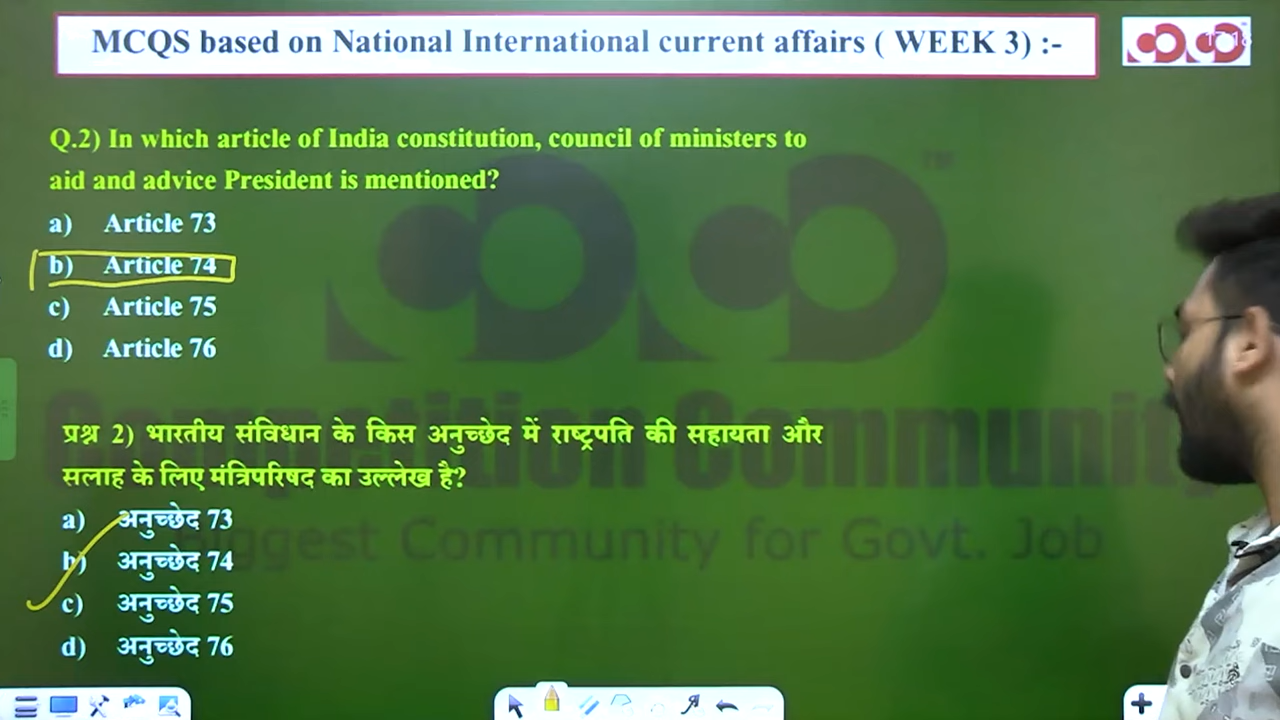 MCQS based on National International current affairs ( WEEK 3) :-
Q.2) In which article of India constitution, council of ministers to
aid and advice President is mentioned?
a) Article 73
b) Article 74
c) Article 75
d) Article 76
प्रश्न 2) भारतीय संविधान के किस अनुच्छेद में राष्ट्रपति की सहायता और
सलाह के लिए मंत्रिपरिषद का उल्लेख है?
a) अनुच्छेद 73
b) अनुच्छेद 74
c) अनुच्छेद 75
d) अनुच्छेद 76
Competition Community
Biggest Community for Govt. Job
TM